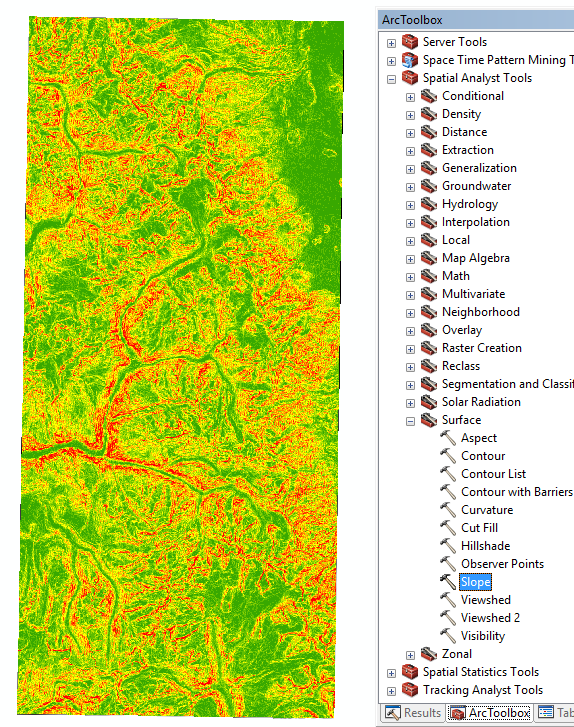 ArcToolbox
Server Tools
Space Time Pattern Mining T
Spatial Analyst Tools
Conditional
Density
Distance
Extraction
Generalization
Groundwater
Hydrology
Interpolation
Local
Map Algebra
Math
Multivariate
Neighborhood
Overlay
Raster Creation
Reclass
Segmentation and Classif
Solar Radiation
Surface
Aspect
Contour
Contour List
Contour with Barriers
Curvature
Cut Fill
Hillshade
Observer Points
Slope
Viewshed
Viewshed 2
Visibility
Zonal
Spatial Statistics Tools
Tracking Analyst Tools
Results ArcToolbox Tab